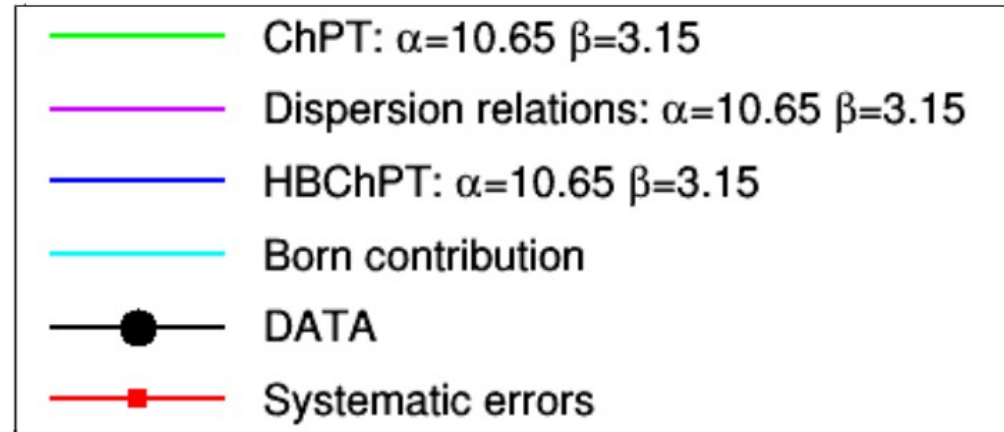 ChPT: α=10.65 β=3.15
Dispersion relations: α=10.65 β=3.15
HBChPT: α=10.65 β=3.15
Born contribution
DATA
Systematic errors